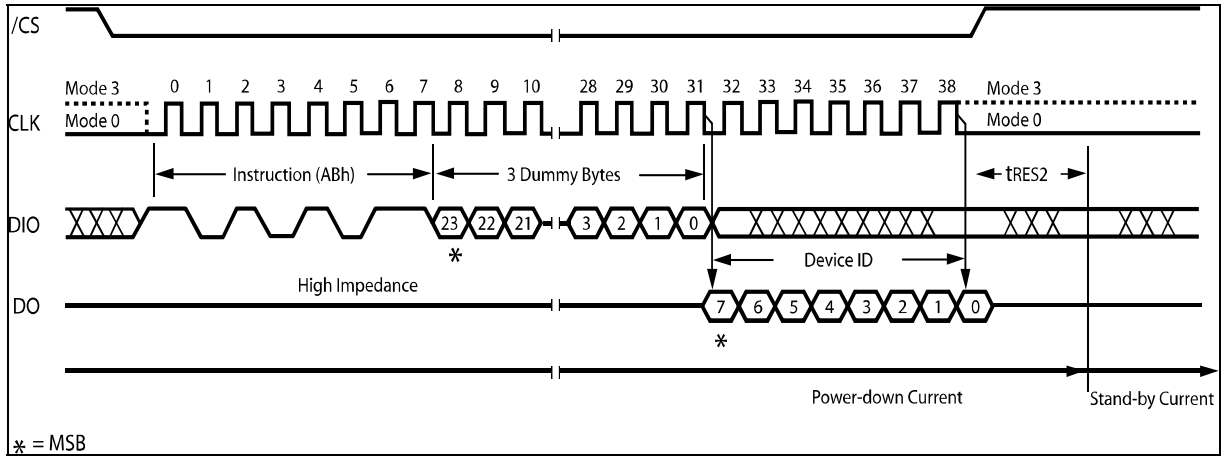 /CS
Mode 3 0 1 2 3 4 5 6 7 8 9 10 28 29 30 31 32 33 34 35 36 37 38 Mode 3
CLK Mode 0 Mode 0
Instruction (ABh) 3 Dummy Bytes tRES2
DIO 23 22 21 3 2 1 0
* Device ID
High Impedance
DO 7 6 5 4 3 2 1 0
*
Power-down Current Stand-by Current
* = MSB